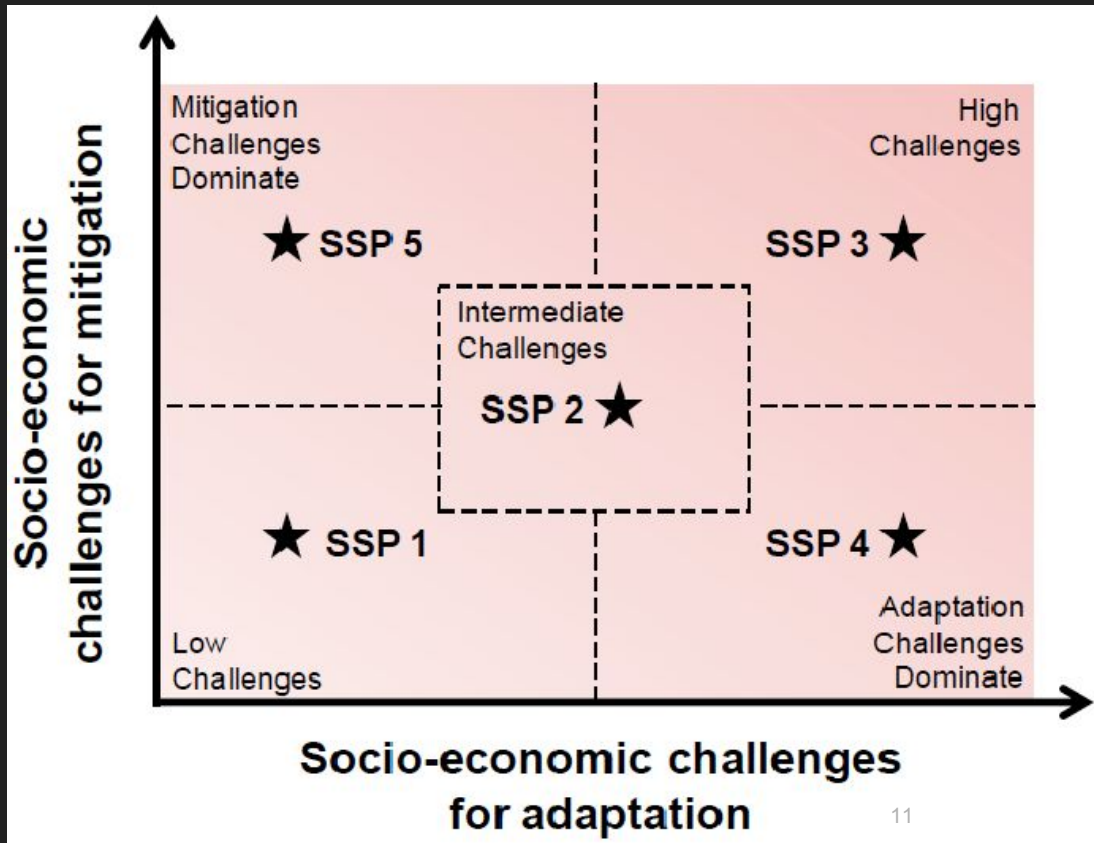 Mitigation
Challenges
Dominate
High
Challenges
SSP 5
SSP 3
Intermediate
Challenges
SSP 2
SSP 1
SSP 4
Low
Challenges
Adaptation
Challenges
Dominate
Socio-economic
challenges for mitigation
Socio-economic challenges
for adaptation
11